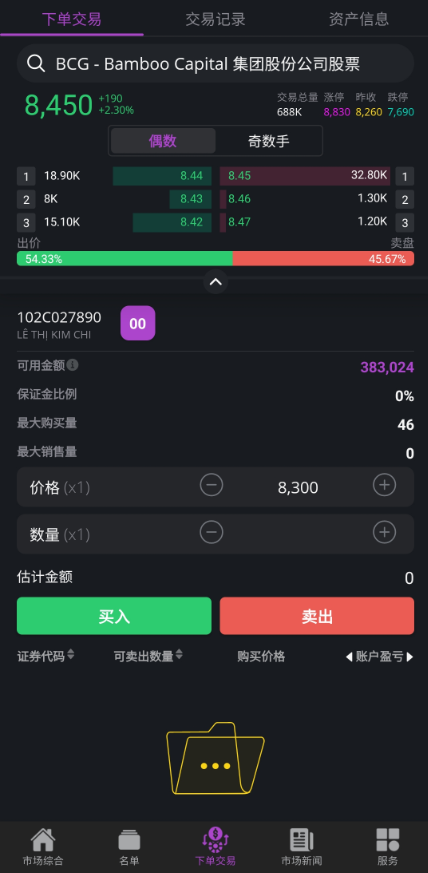 下单交易 交易记录 资产信息
BCG - Bamboo Capital 集团股份公司股票
8,450 +190 +2.30%
交易总量 涨停 昨收 跌停
688K 8,830 8,260 7,690
偶数 奇数手
1 18.90K 8.44 8.45 32.80K 1
2 8K 8.43 8.46 1.30K 2
3 15.10K 8.42 8.47 1.20K 3
出价 卖盘
54.33% 45.67%
102C027890 00
LÊ THỊ KIM CHI
可用金额 383,024
保证金比例 0%
最大购买量 46
最大销售量 0
价格 (x1) 8,300
数量 (x1)
估计金额 0
买入 卖出
证券代码 可卖出数量 购买价格 账户盈亏
市场综合 名单 下单交易 市场新闻 服务